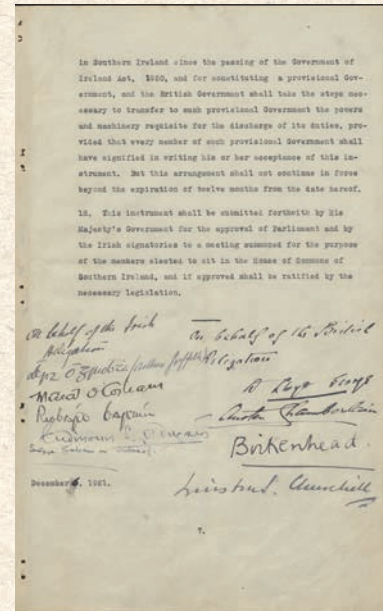 in Southern Ireland since the passing of the Government of
Ireland Act, 1920, and for constituting a provisional Gov-
ernment, and the British Government shall take the steps nec-
essary to transfer to such provisional Government the powers
and machinery requisite for the discharge of its duties, pro-
vided that every member of such provisional Government shall
have signified in writing his or her acceptance of this in-
strument. But this arrangement shall not continue in force
beyond the expiration of twelve months from the date hereof.
18. This instrument shall be submitted forthwith by His
Majesty's Government for the approval of Parliament and by
the Irish signatories to a meeting summoned for the purpose
of the members elected to sit in the House of Commons of
Southern Ireland, and if approved shall be ratified by the
necessary legislation.
On behalf of the Irish
Delegation
On behalf of the British
Delegation
D Lloyd George
Austen Chamberlain
Birkenhead.
Winston S. Churchill
December 6, 1921.
7.